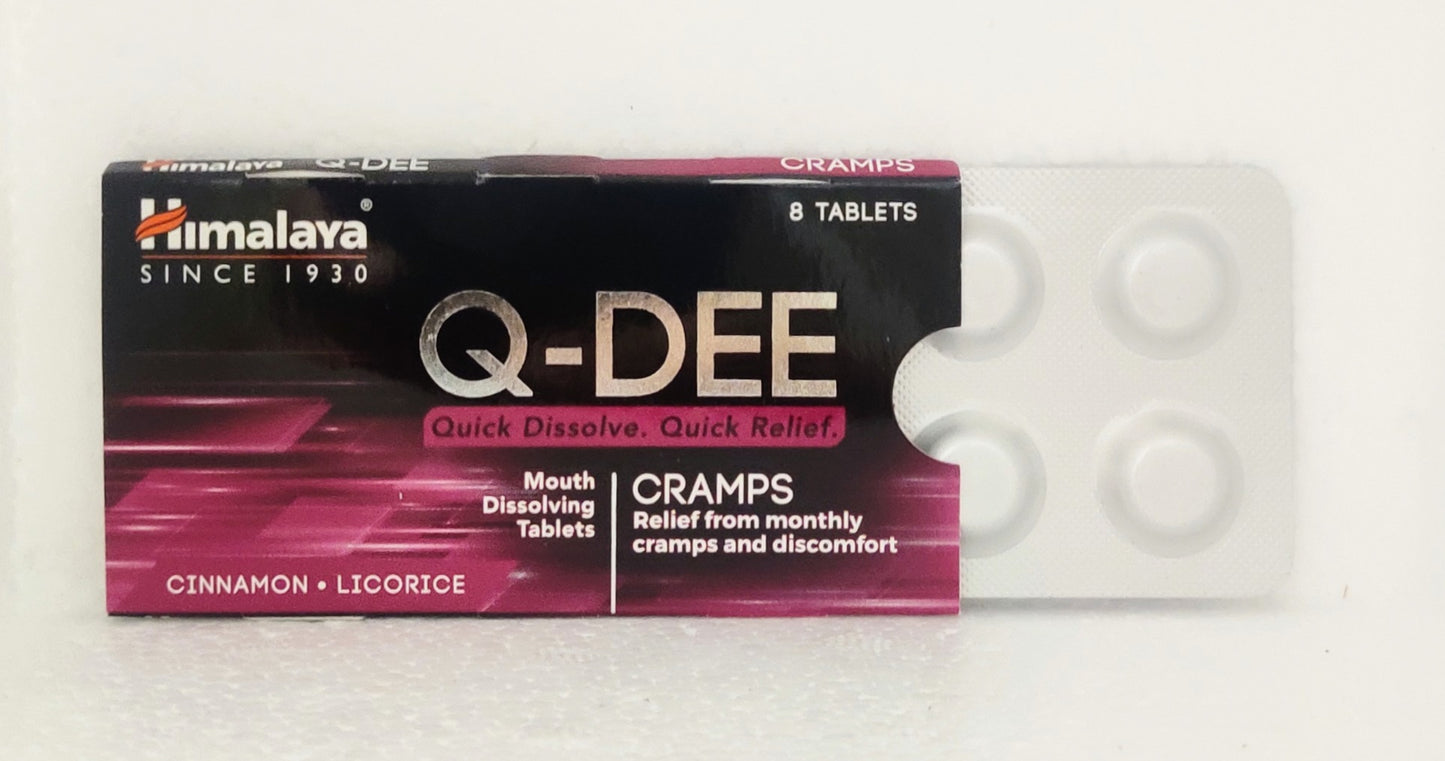 Himalaya Q-DEE CRAMPS
Himalaya®
SINCE 1930
8 TABLETS
Q-DEE
Quick Dissolve. Quick Relief.
Mouth
Dissolving
Tablets
CRAMPS
Relief from monthly
cramps and discomfort
CINNAMON • LICORICE